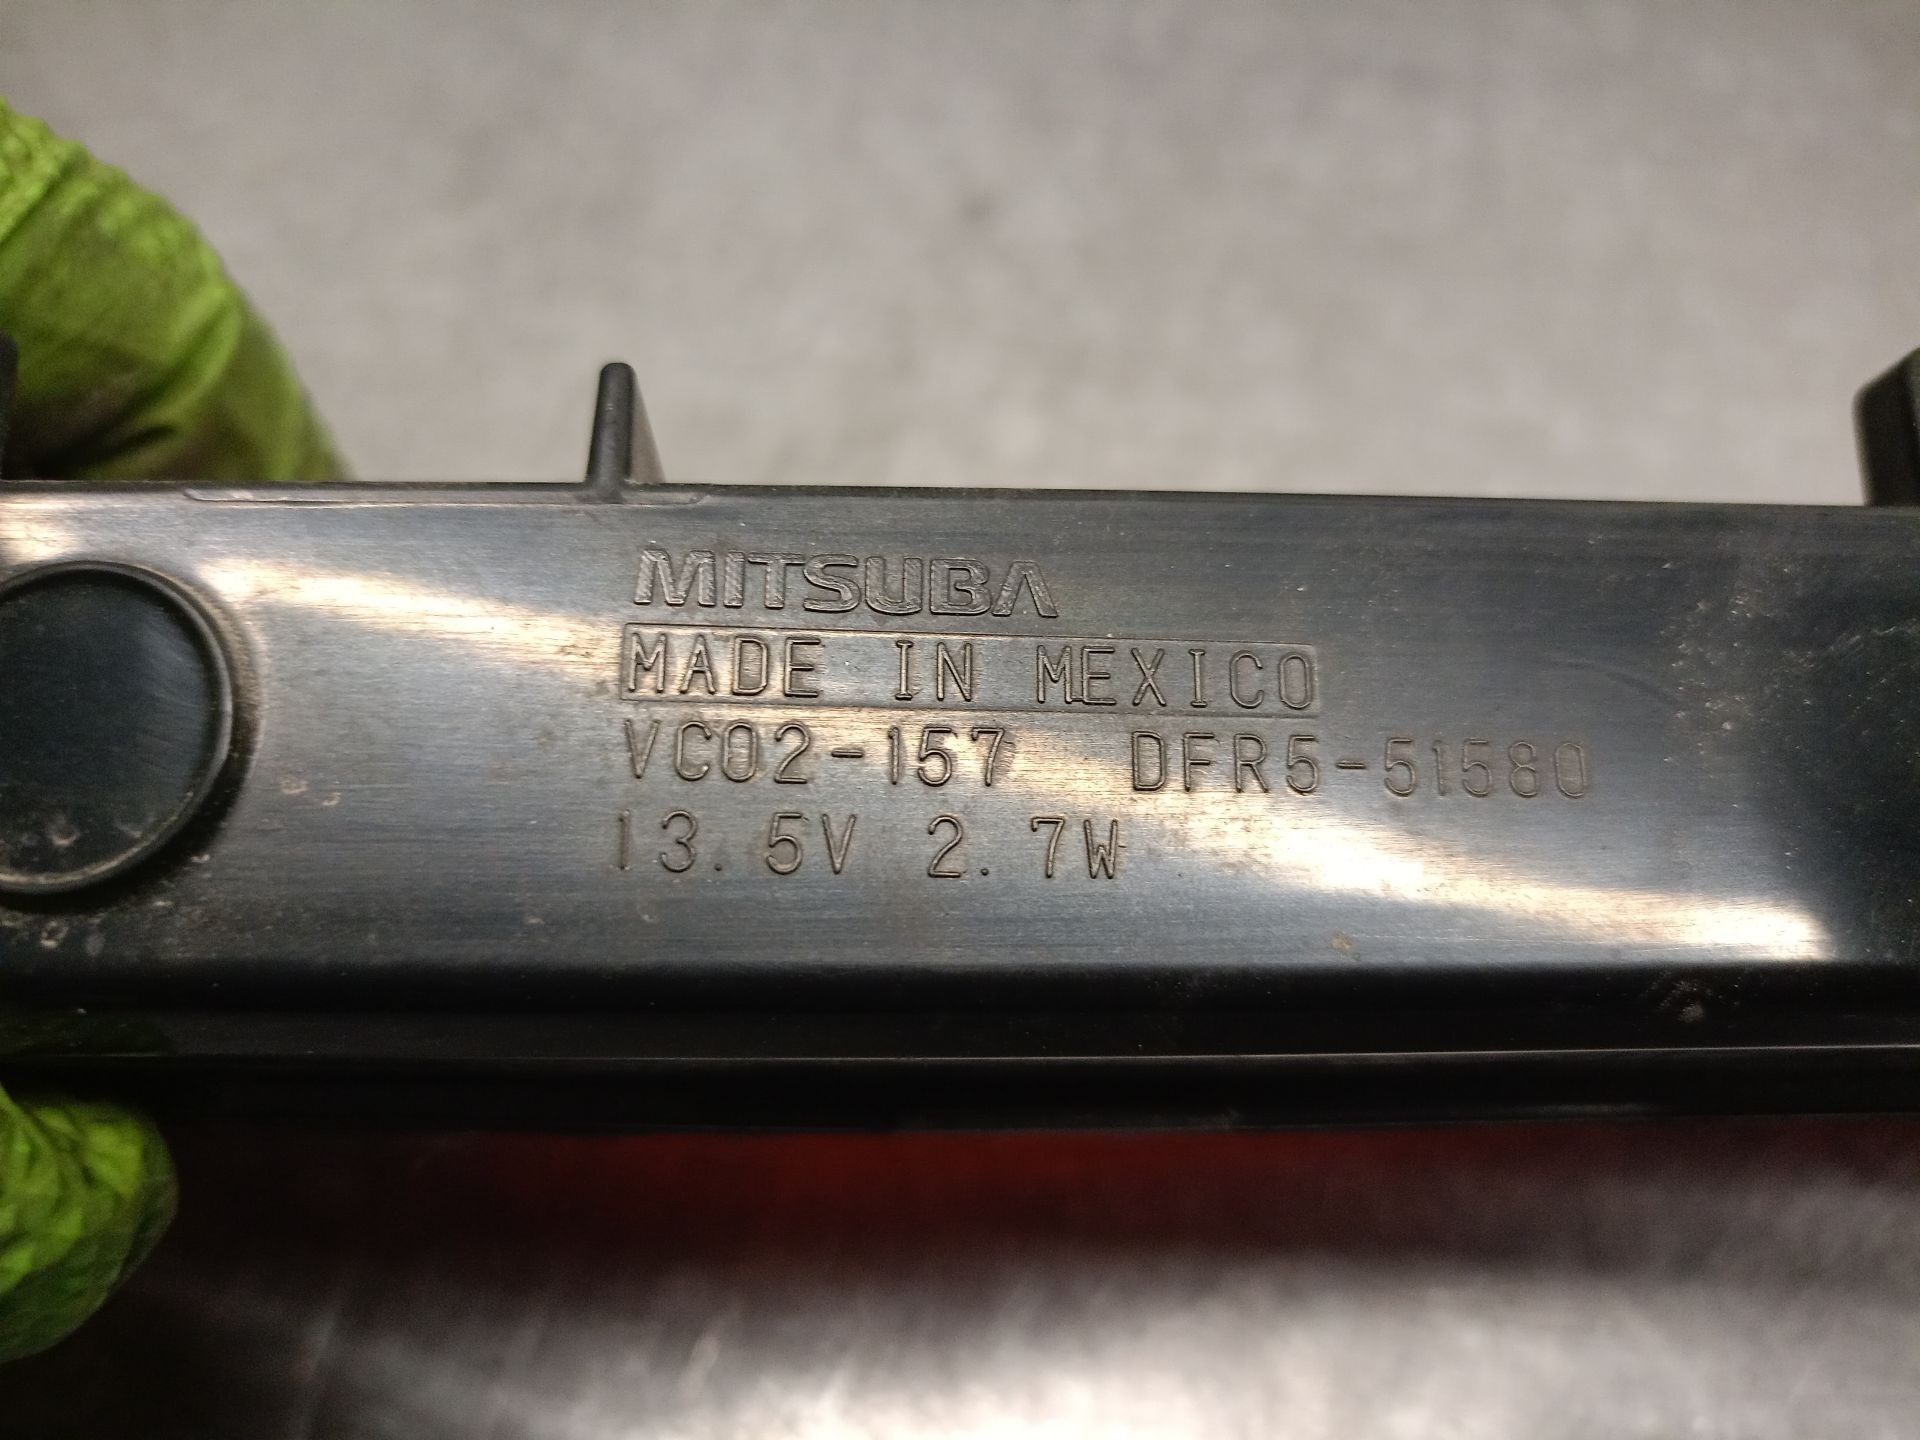 MITSUBA
MADE IN MEXICO
VC02-157 DFR5-51580
13.5V 2.7W